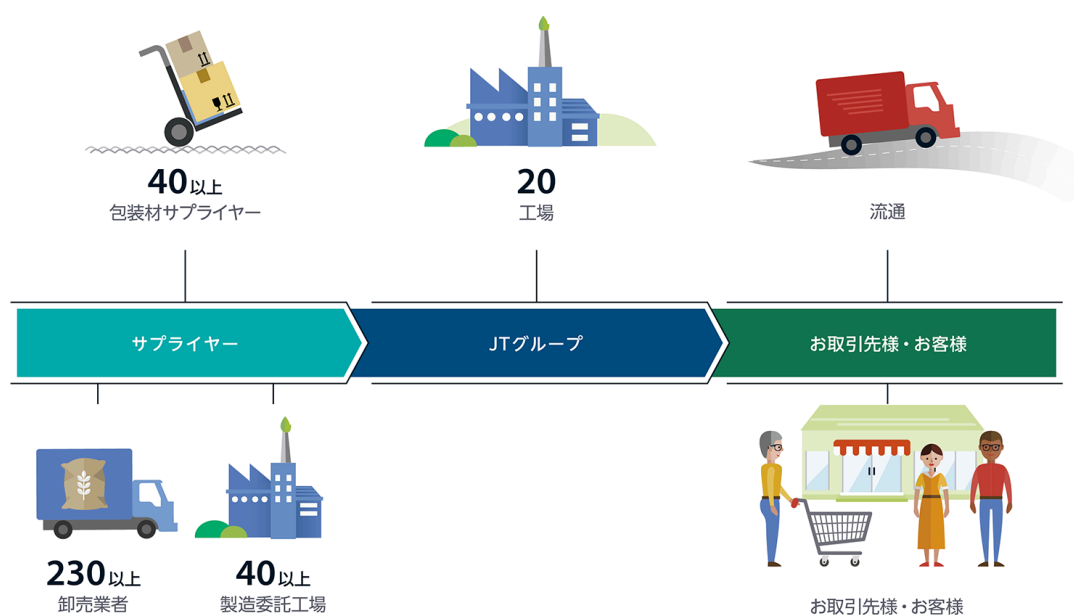 40以上
包装材サプライヤー
20
工場
流通
サプライヤー
JTグループ
お取引先様・お客様
230以上
卸売業者
40以上
製造委託工場
お取引先様・お客様